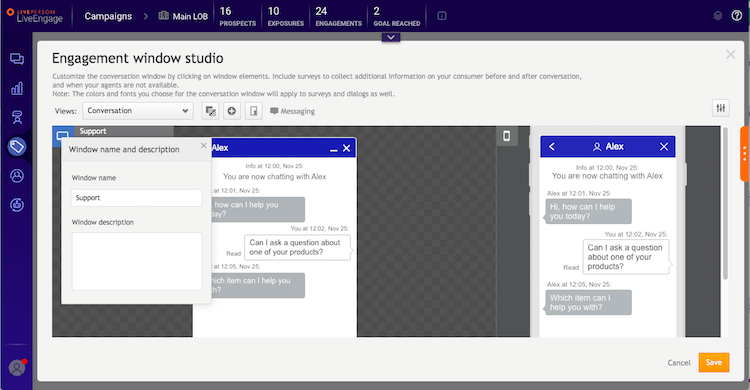 LIVEPERSON
LiveEngage
Campaigns
Main LOB
16
PROSPECTS
10
EXPOSURES
24
ENGAGEMENTS
2
GOAL REACHED
Engagement window studio
Customize the conversation window by clicking on window elements. Include surveys to collect additional information on your consumer before and after conversation,
and when your agents are not available.
Note: The colors and fonts you choose for the conversation window will apply to surveys and dialogs as well.
Views:
Conversation
Messaging
Support
Window name and description
Window name
Support
Window description
Alex
Info at 12:00, Nov 25:
You are now chatting with Alex
at 12:01, Nov 25:
how can I help you
day?
You at 12:02, Nov 25:
Can I ask a question about
one of your products?
Read
at 12:05, Nov 25:
hich item can I help you
ith?
Alex
Info at 12:00, Nov 25:
You are now chatting with Alex
Alex at 12:01, Nov 25:
Hi, how can I help
you today?
You at 12:02, Nov 25:
Can I ask a question
about one of your
products?
Read
Alex at 12:05, Nov 25:
Which item can I
help you with?
Cancel
Save